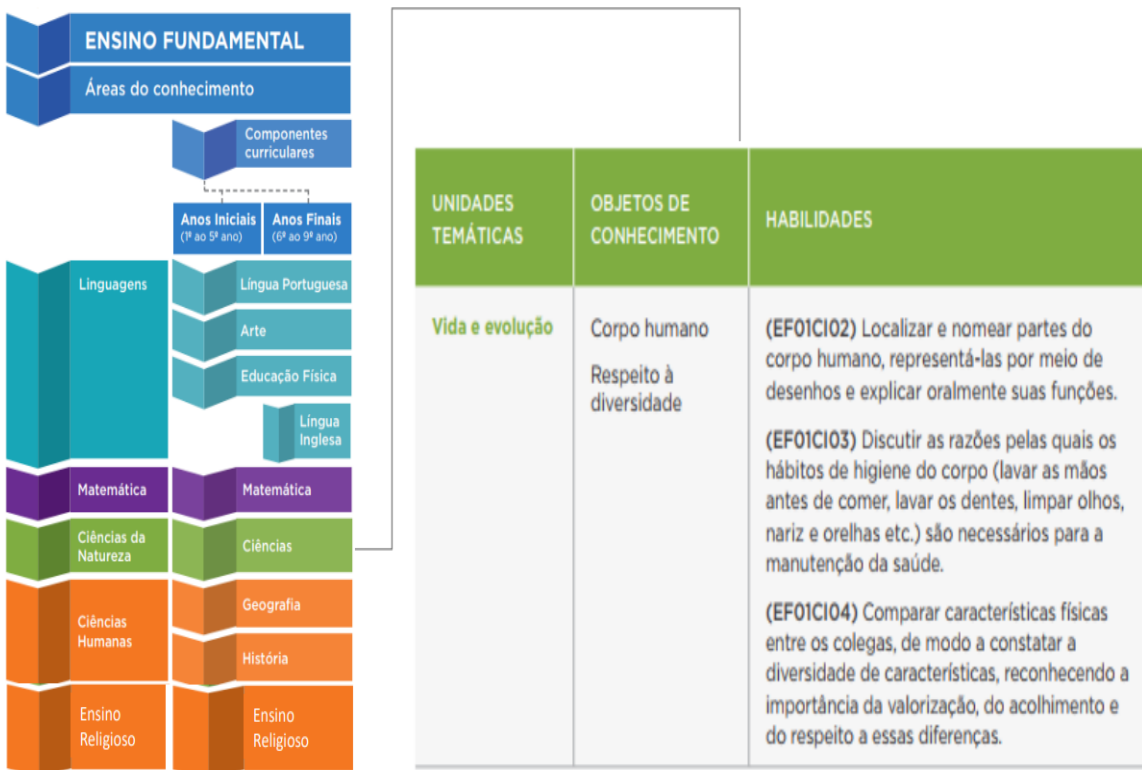 ENSINO FUNDAMENTAL
Áreas do conhecimento
Componentes
curriculares
Anos Iniciais
(1º ao 5º ano)
Anos Finais
(6º ao 9º ano)
Linguagens
Língua Portuguesa
Arte
Educação Física
Língua
Inglesa
Matemática
Matemática
Ciências da
Natureza
Ciências
Ciências
Humanas
Geografia
História
Ensino
Religioso
Ensino
Religioso
UNIDADES
TEMÁTICAS
OBJETOS DE
CONHECIMENTO
HABILIDADES
Vida e evolução
Corpo humano
Respeito à
diversidade
(EF01CI02) Localizar e nomear partes do
corpo humano, representá-las por meio de
desenhos e explicar oralmente suas funções.
(EF01CI03) Discutir as razões pelas quais os
hábitos de higiene do corpo (lavar as mãos
antes de comer, lavar os dentes, limpar olhos,
nariz e orelhas etc.) são necessários para a
manutenção da saúde.
(EF01CI04) Comparar características físicas
entre os colegas, de modo a constatar a
diversidade de características, reconhecendo a
importância da valorização, do acolhimento e
do respeito a essas diferenças.